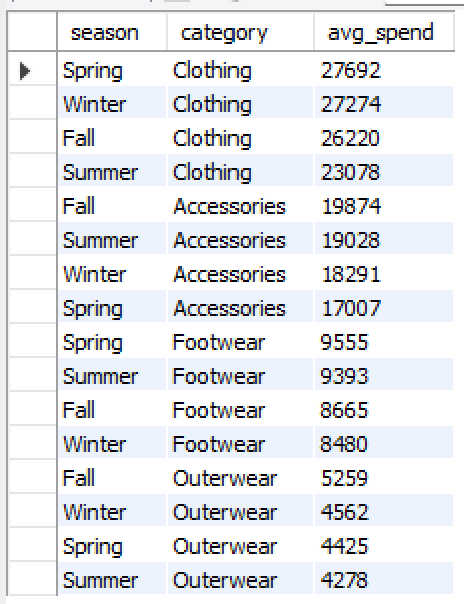 season category avg_spend
Spring Clothing 27692
Winter Clothing 27274
Fall Clothing 26220
Summer Clothing 23078
Fall Accessories 19874
Summer Accessories 19028
Winter Accessories 18291
Spring Accessories 17007
Spring Footwear 9555
Summer Footwear 9393
Fall Footwear 8665
Winter Footwear 8480
Fall Outerwear 5259
Winter Outerwear 4562
Spring Outerwear 4425
Summer Outerwear 4278